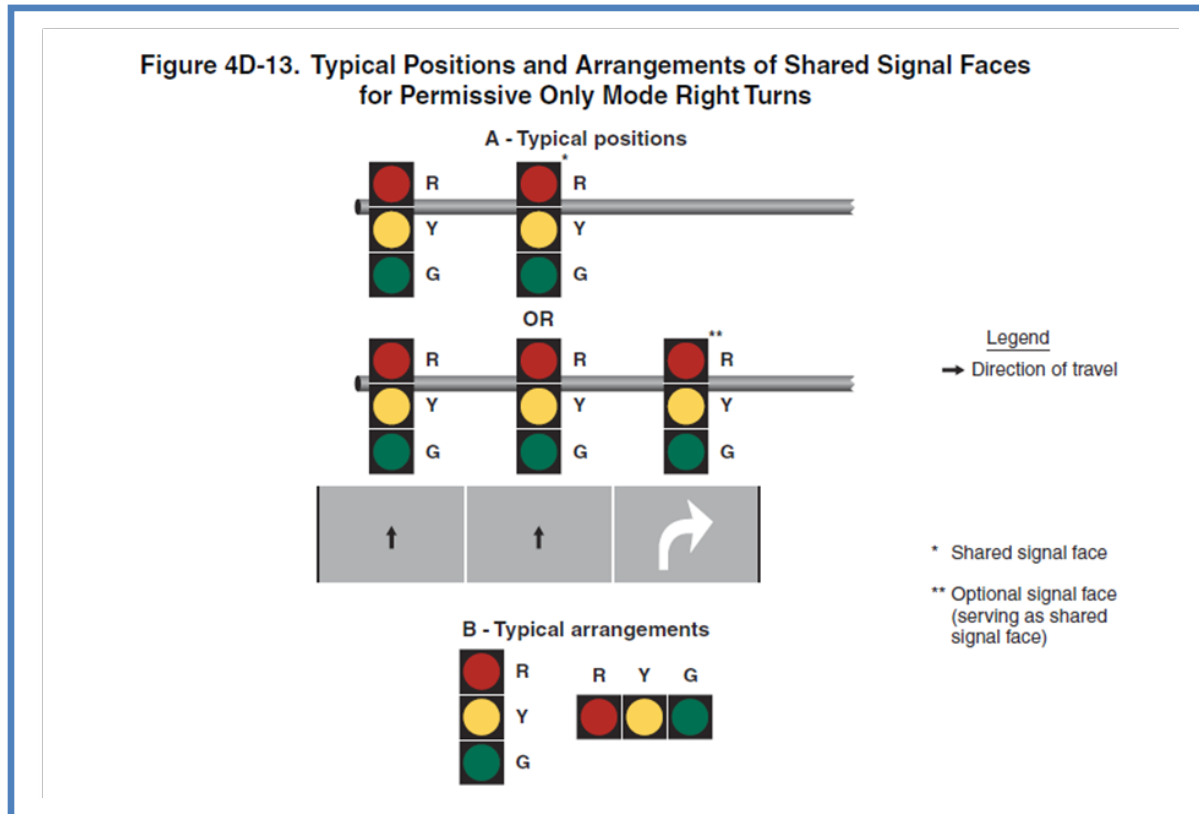 Figure 4D-13. Typical Positions and Arrangements of Shared Signal Faces
for Permissive Only Mode Right Turns
A - Typical positions
*
R R
Y Y
G G
OR
**
R R R
Y Y Y
G G G
Legend
Direction of travel
* Shared signal face
** Optional signal face
(serving as shared
signal face)
B - Typical arrangements
R
Y
G
R Y G